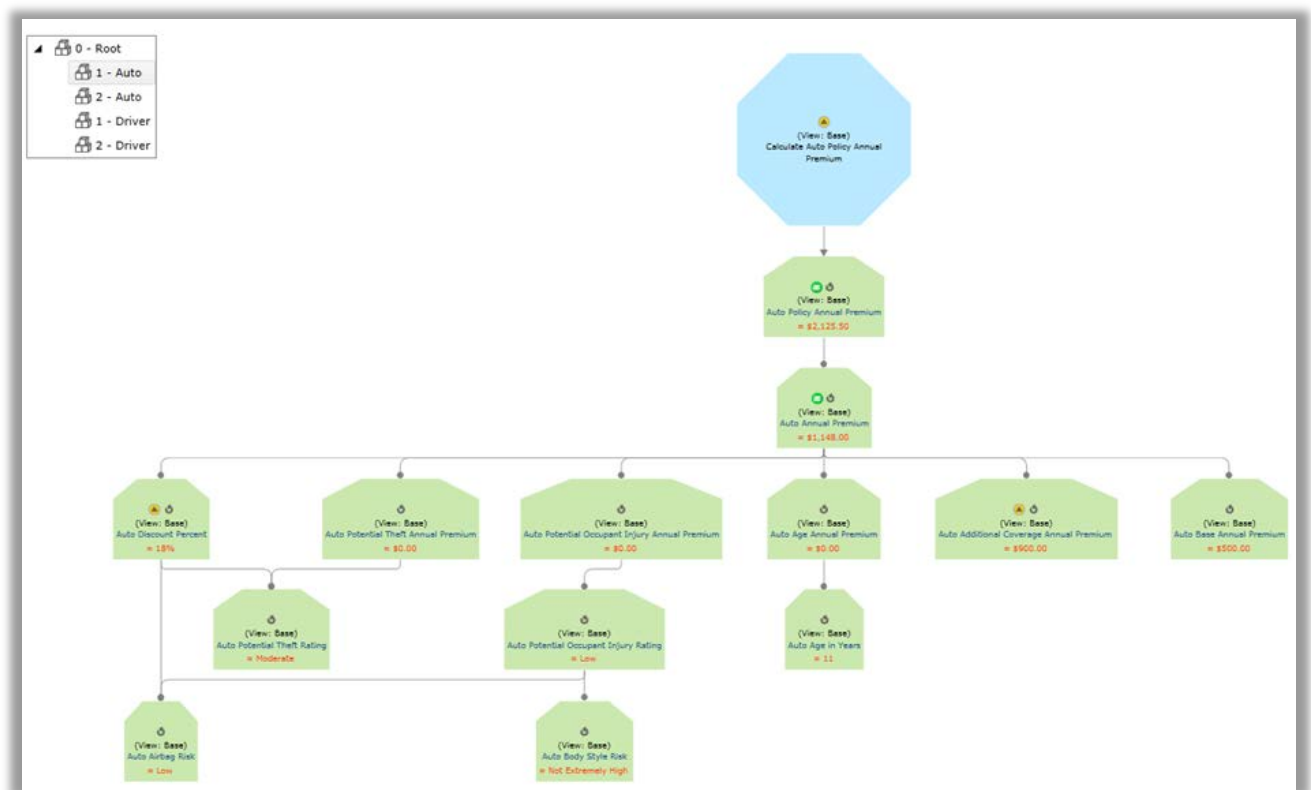 0 - Root
1 - Auto
2 - Auto
1 - Driver
2 - Driver
(View: Base)
Calculate Auto Policy Annual
Premium
(View: Base)
Auto Policy Annual Premium
= $2,125.50
(View: Base)
Auto Annual Premium
= $1,148.00
(View: Base)
Auto Discount Percent
= 18%
(View: Base)
Auto Potential Theft Annual Premium
= $0.00
(View: Base)
Auto Potential Occupant Injury Annual Premium
= $0.00
(View: Base)
Auto Age Annual Premium
= $0.00
(View: Base)
Auto Additional Coverage Annual Premium
= $900.00
(View: Base)
Auto Base Annual Premium
= $500.00
(View: Base)
Auto Potential Theft Rating
= Moderate
(View: Base)
Auto Potential Occupant Injury Rating
= Low
(View: Base)
Auto Age in Years
= 11
(View: Base)
Auto Airbag Risk
= Low
(View: Base)
Auto Body Style Risk
= Not Extremely High